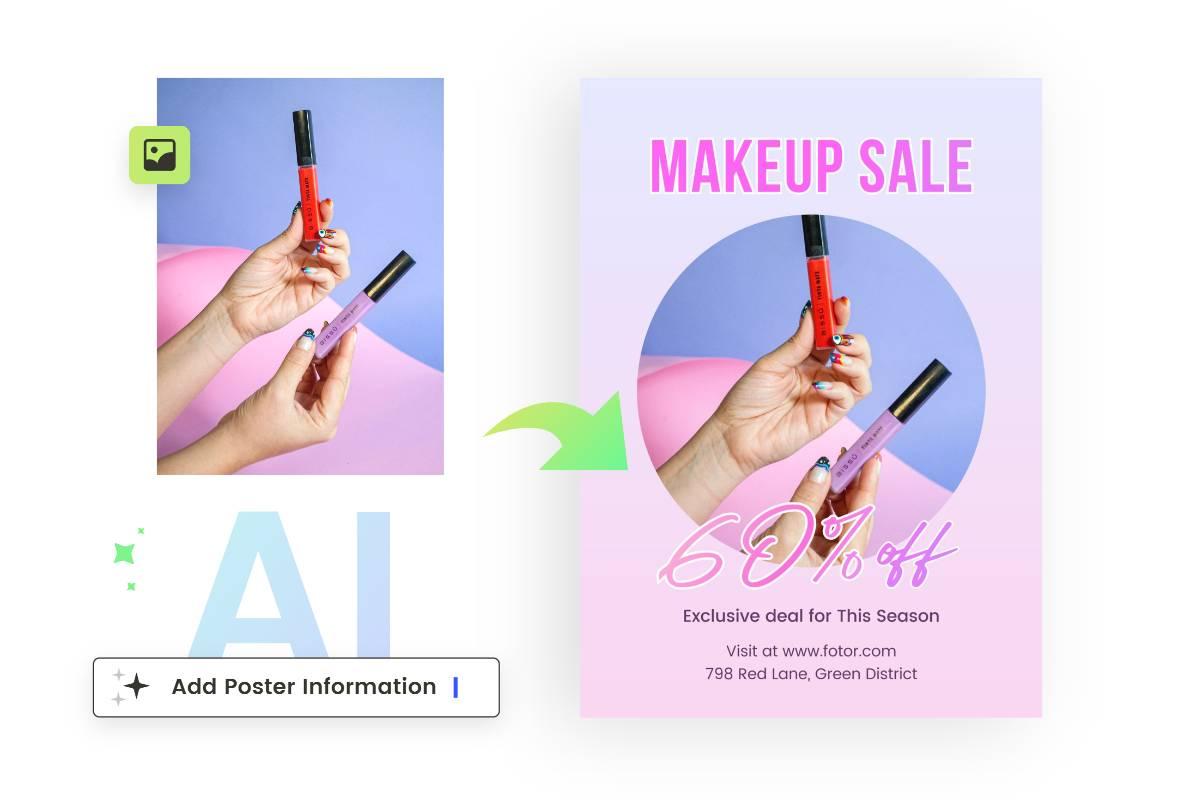 AI
Add Poster Information
MAKEUP SALE
60% off
Exclusive deal for This Season
Visit at www.fotor.com
798 Red Lane, Green District